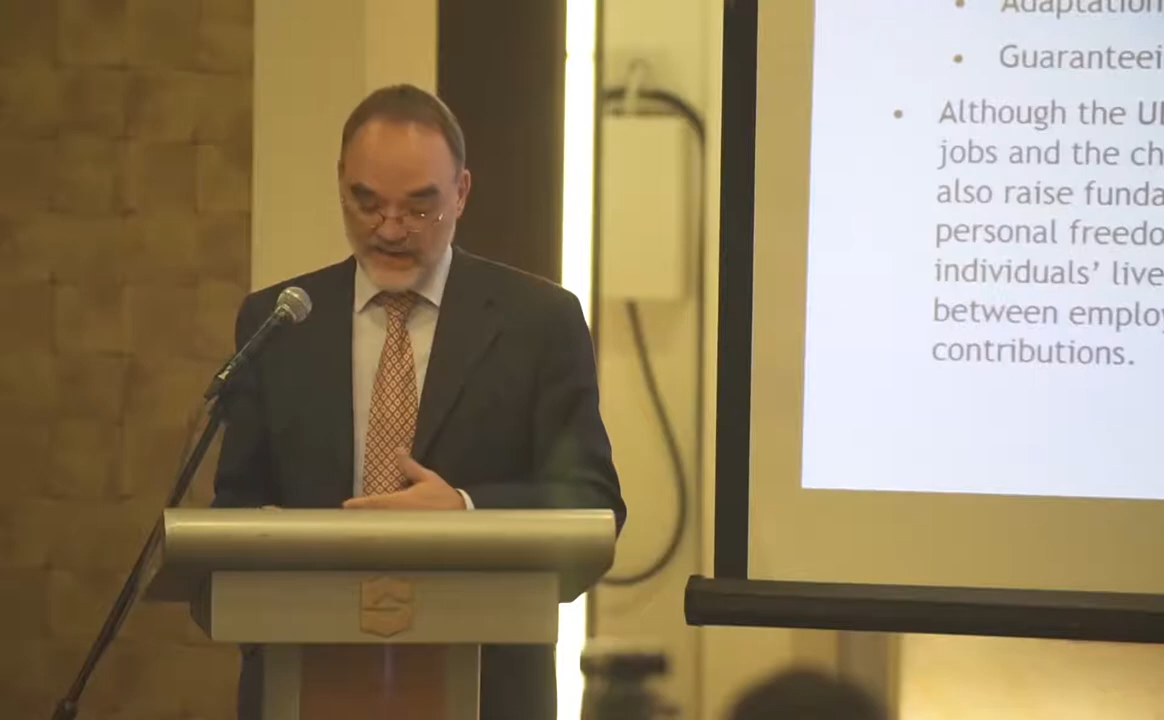 Adaptation
Guaranteei
Although the U
jobs and the ch
also raise funda
personal freedo
individuals' live
between employ
contributions.